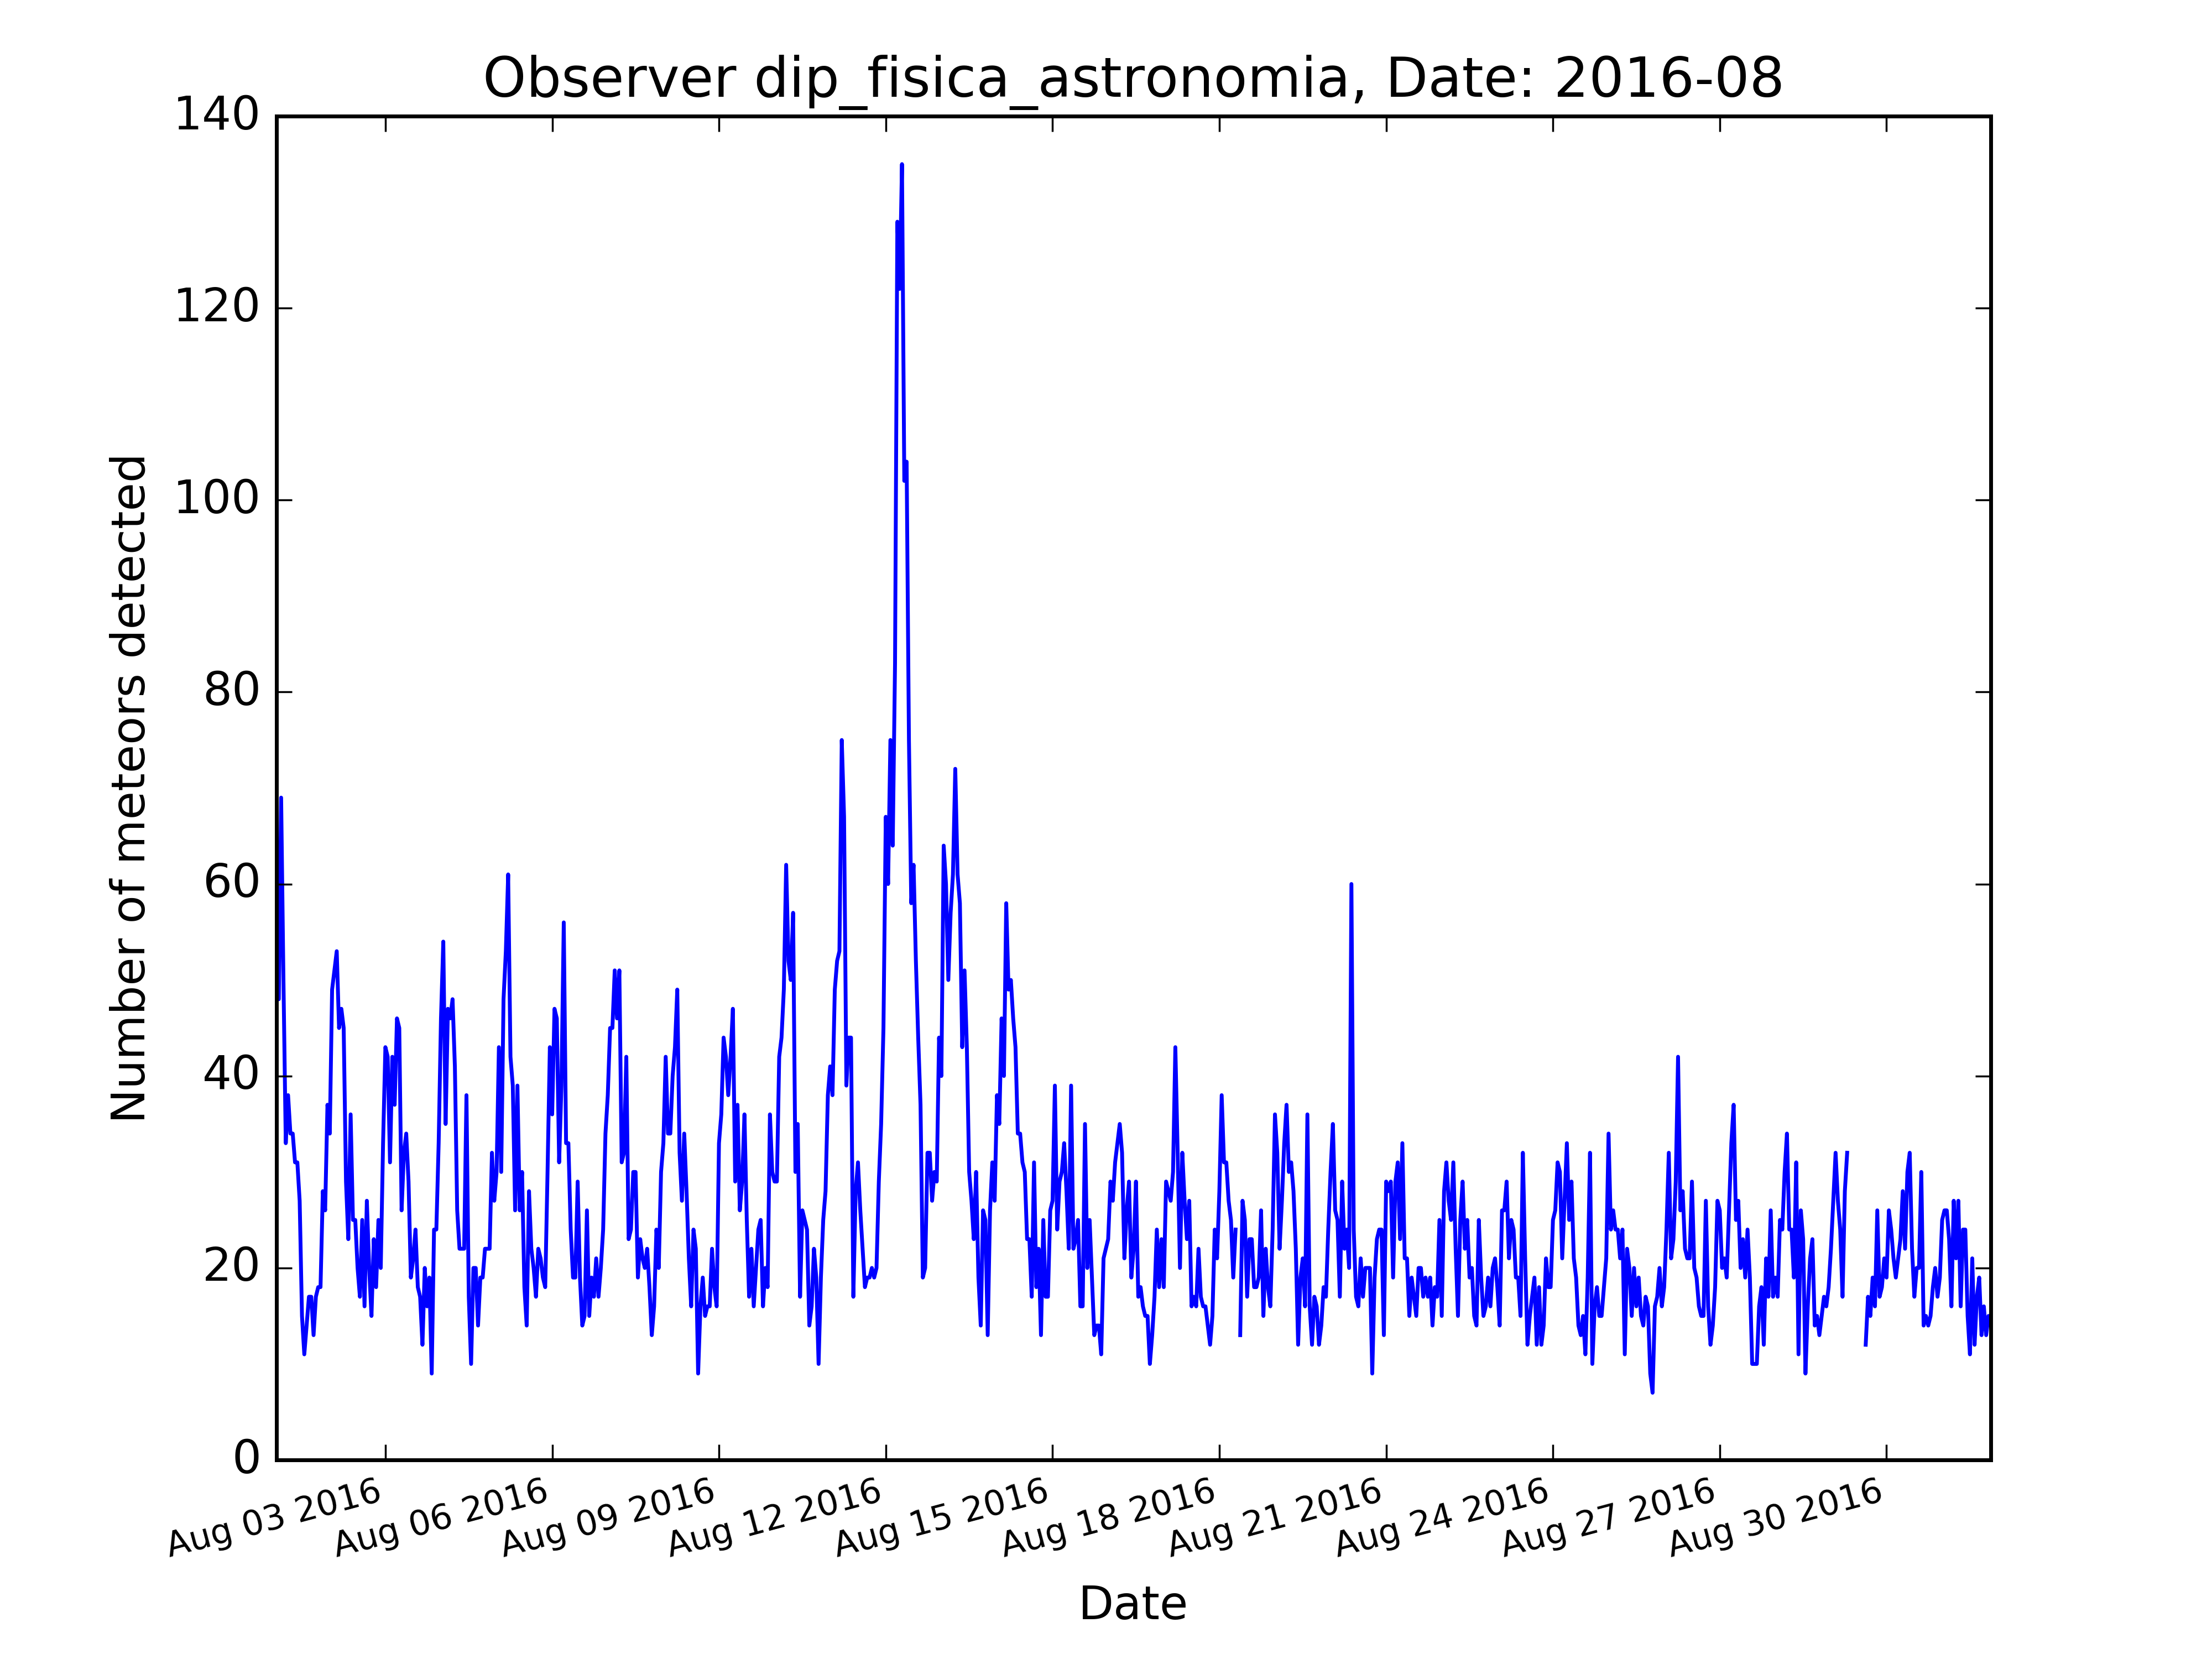 Observer dip_fisica_astronomia, Date: 2016-08
140
120
100
80
60
40
20
0
Number of meteors detected
Aug 03 2016
Aug 06 2016
Aug 09 2016
Aug 12 2016
Aug 15 2016
Aug 18 2016
Aug 21 2016
Aug 24 2016
Aug 27 2016
Aug 30 2016
Date